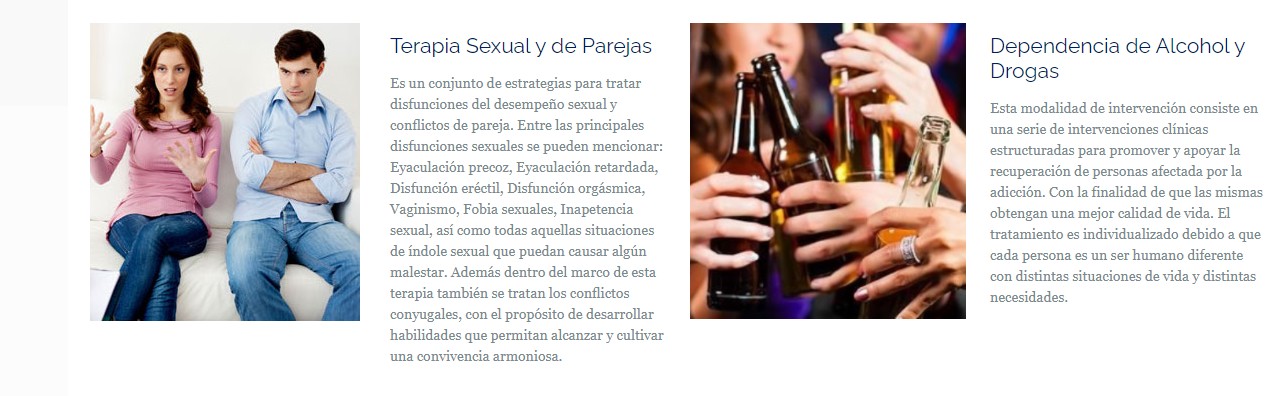 Terapia Sexual y de Parejas
Es un conjunto de estrategias para tratar
disfunciones del desempeño sexual y
conflictos de pareja. Entre las principales
disfunciones sexuales se pueden mencionar:
Eyaculación precoz, Eyaculación retardada,
Disfunción eréctil, Disfunción orgásmica,
Vaginismo, Fobia sexuales, Inapetencia
sexual, así como todas aquellas situaciones
de índole sexual que puedan causar algún
malestar. Además dentro del marco de esta
terapia también se tratan los conflictos
conyugales, con el propósito de desarrollar
habilidades que permitan alcanzar y cultivar
una convivencia armoniosa.
Dependencia de Alcohol y
Drogas
Esta modalidad de intervención consiste en
una serie de intervenciones clínicas
estructuradas para promover y apoyar la
recuperación de personas afectada por la
adicción. Con la finalidad de que las mismas
obtengan una mejor calidad de vida. El
tratamiento es individualizado debido a que
cada persona es un ser humano diferente
con distintas situaciones de vida y distintas
necesidades.